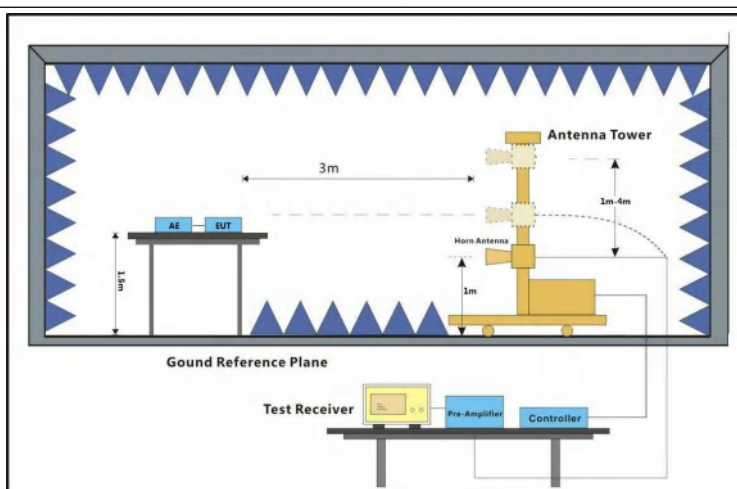 Antenna Tower
3m
1m-4m
AE
EUT
Horn Antenna
1.5m
1m
Gound Reference Plane
Test Receiver
Pre-Amplifier
Controller